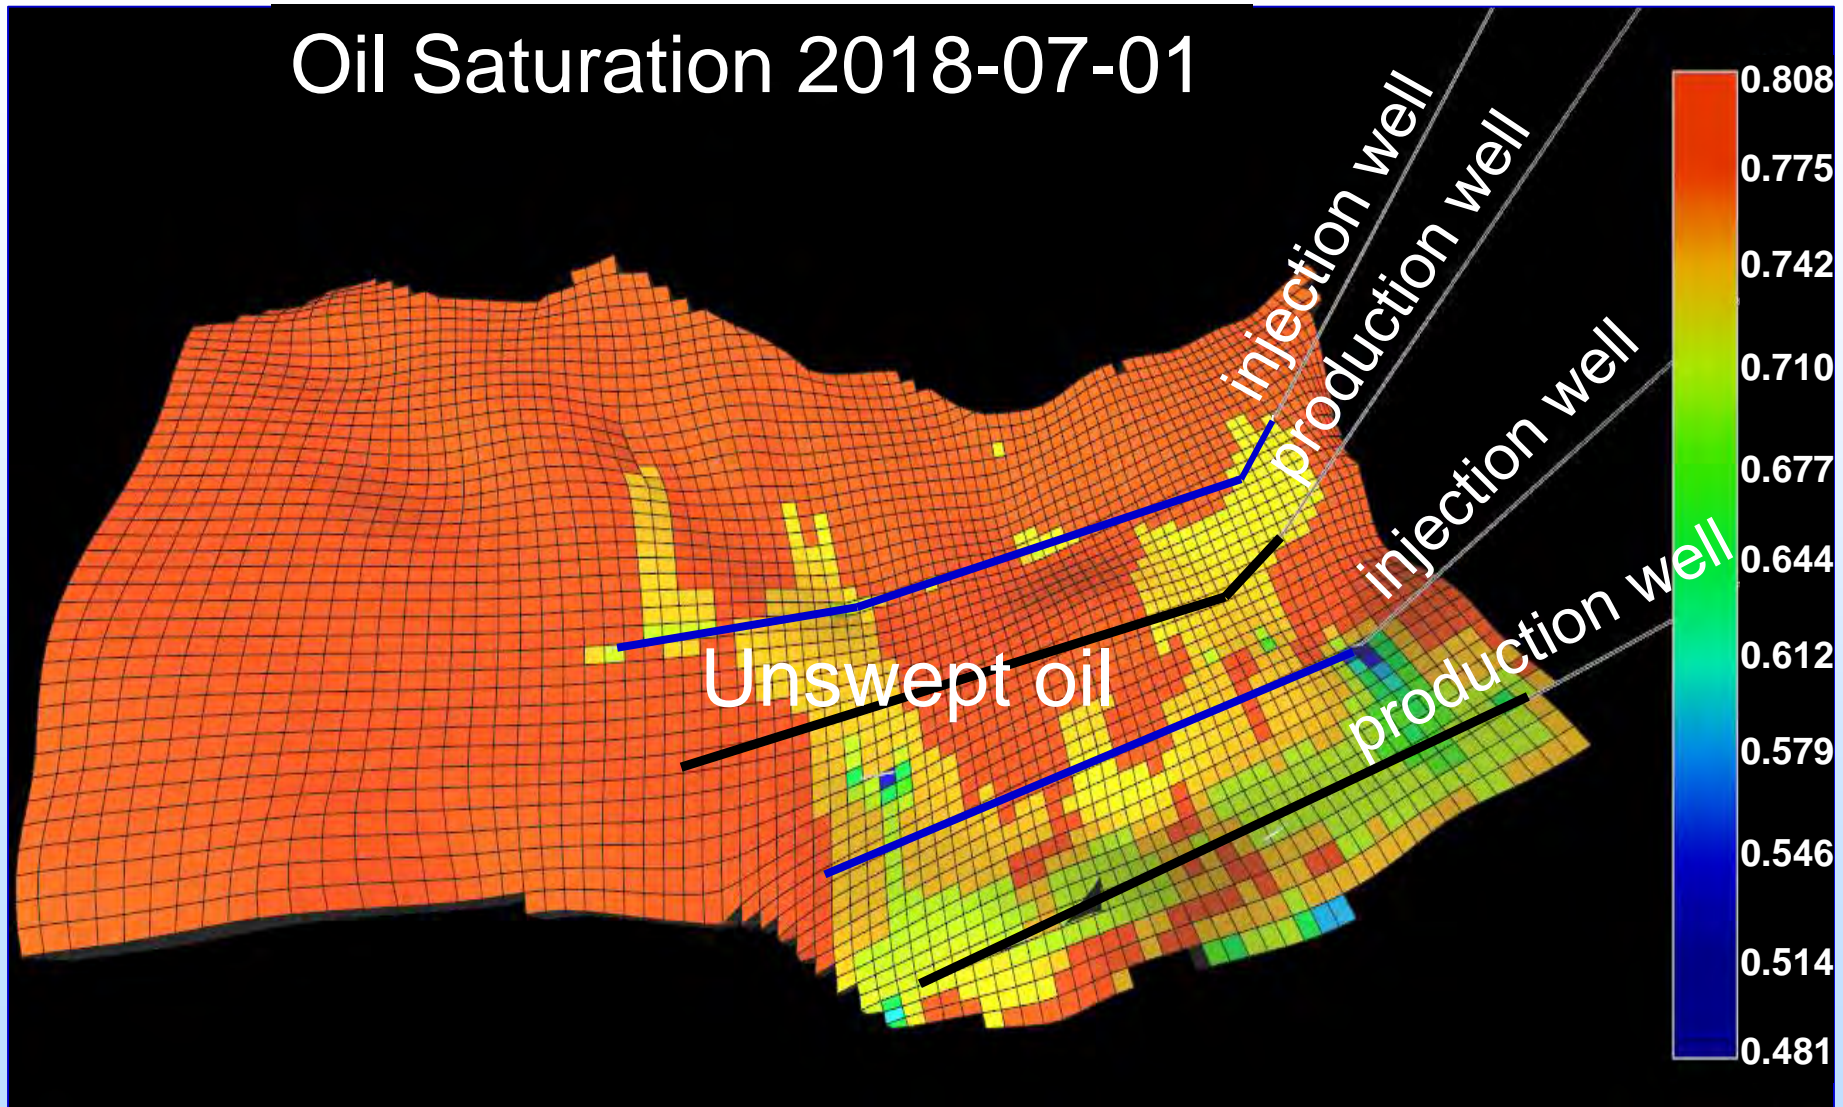 Oil Saturation 2018-07-01
injection well
production well
injection well
production well
Unswept oil
0.808
0.775
0.742
0.710
0.677
0.644
0.612
0.579
0.546
0.514
0.481